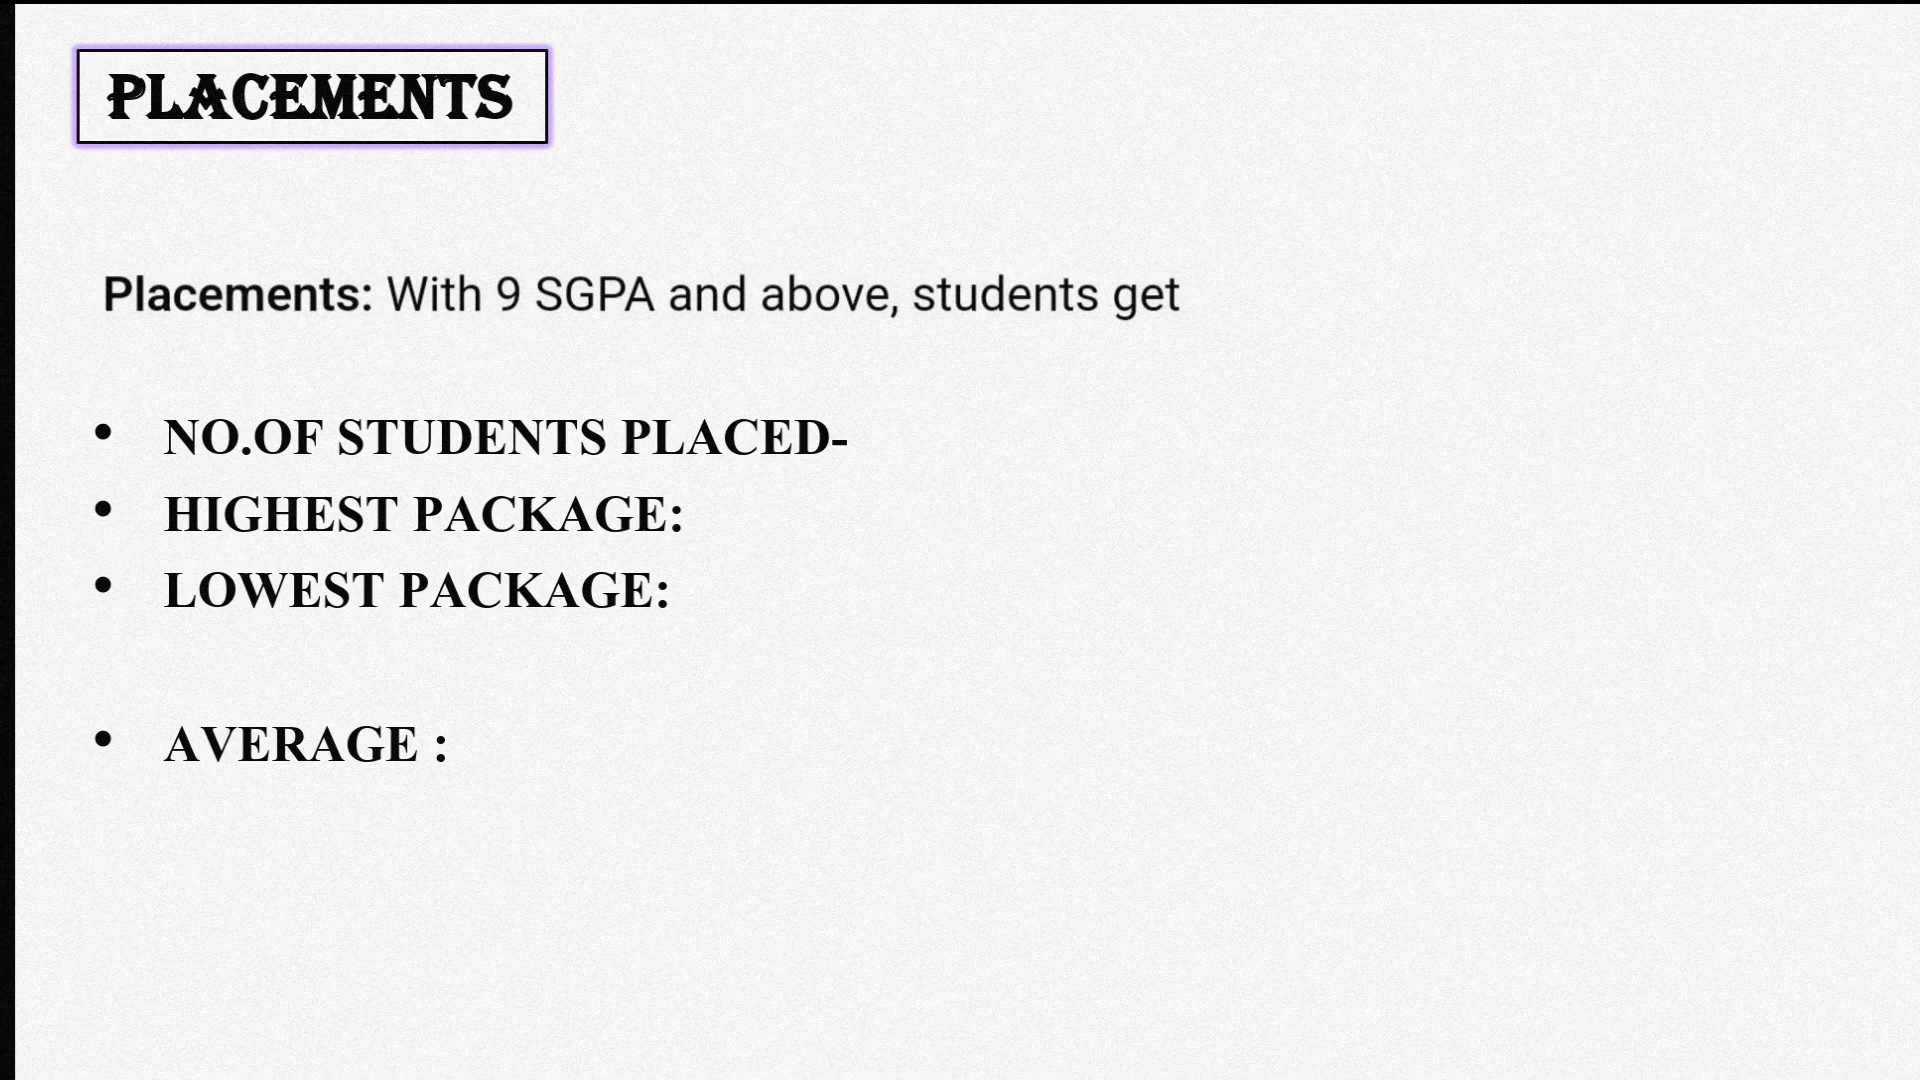 PLACEMENTS
Placements: With 9 SGPA and above, students get
• NO.OF STUDENTS PLACED-
• HIGHEST PACKAGE:
• LOWEST PACKAGE:
• AVERAGE :